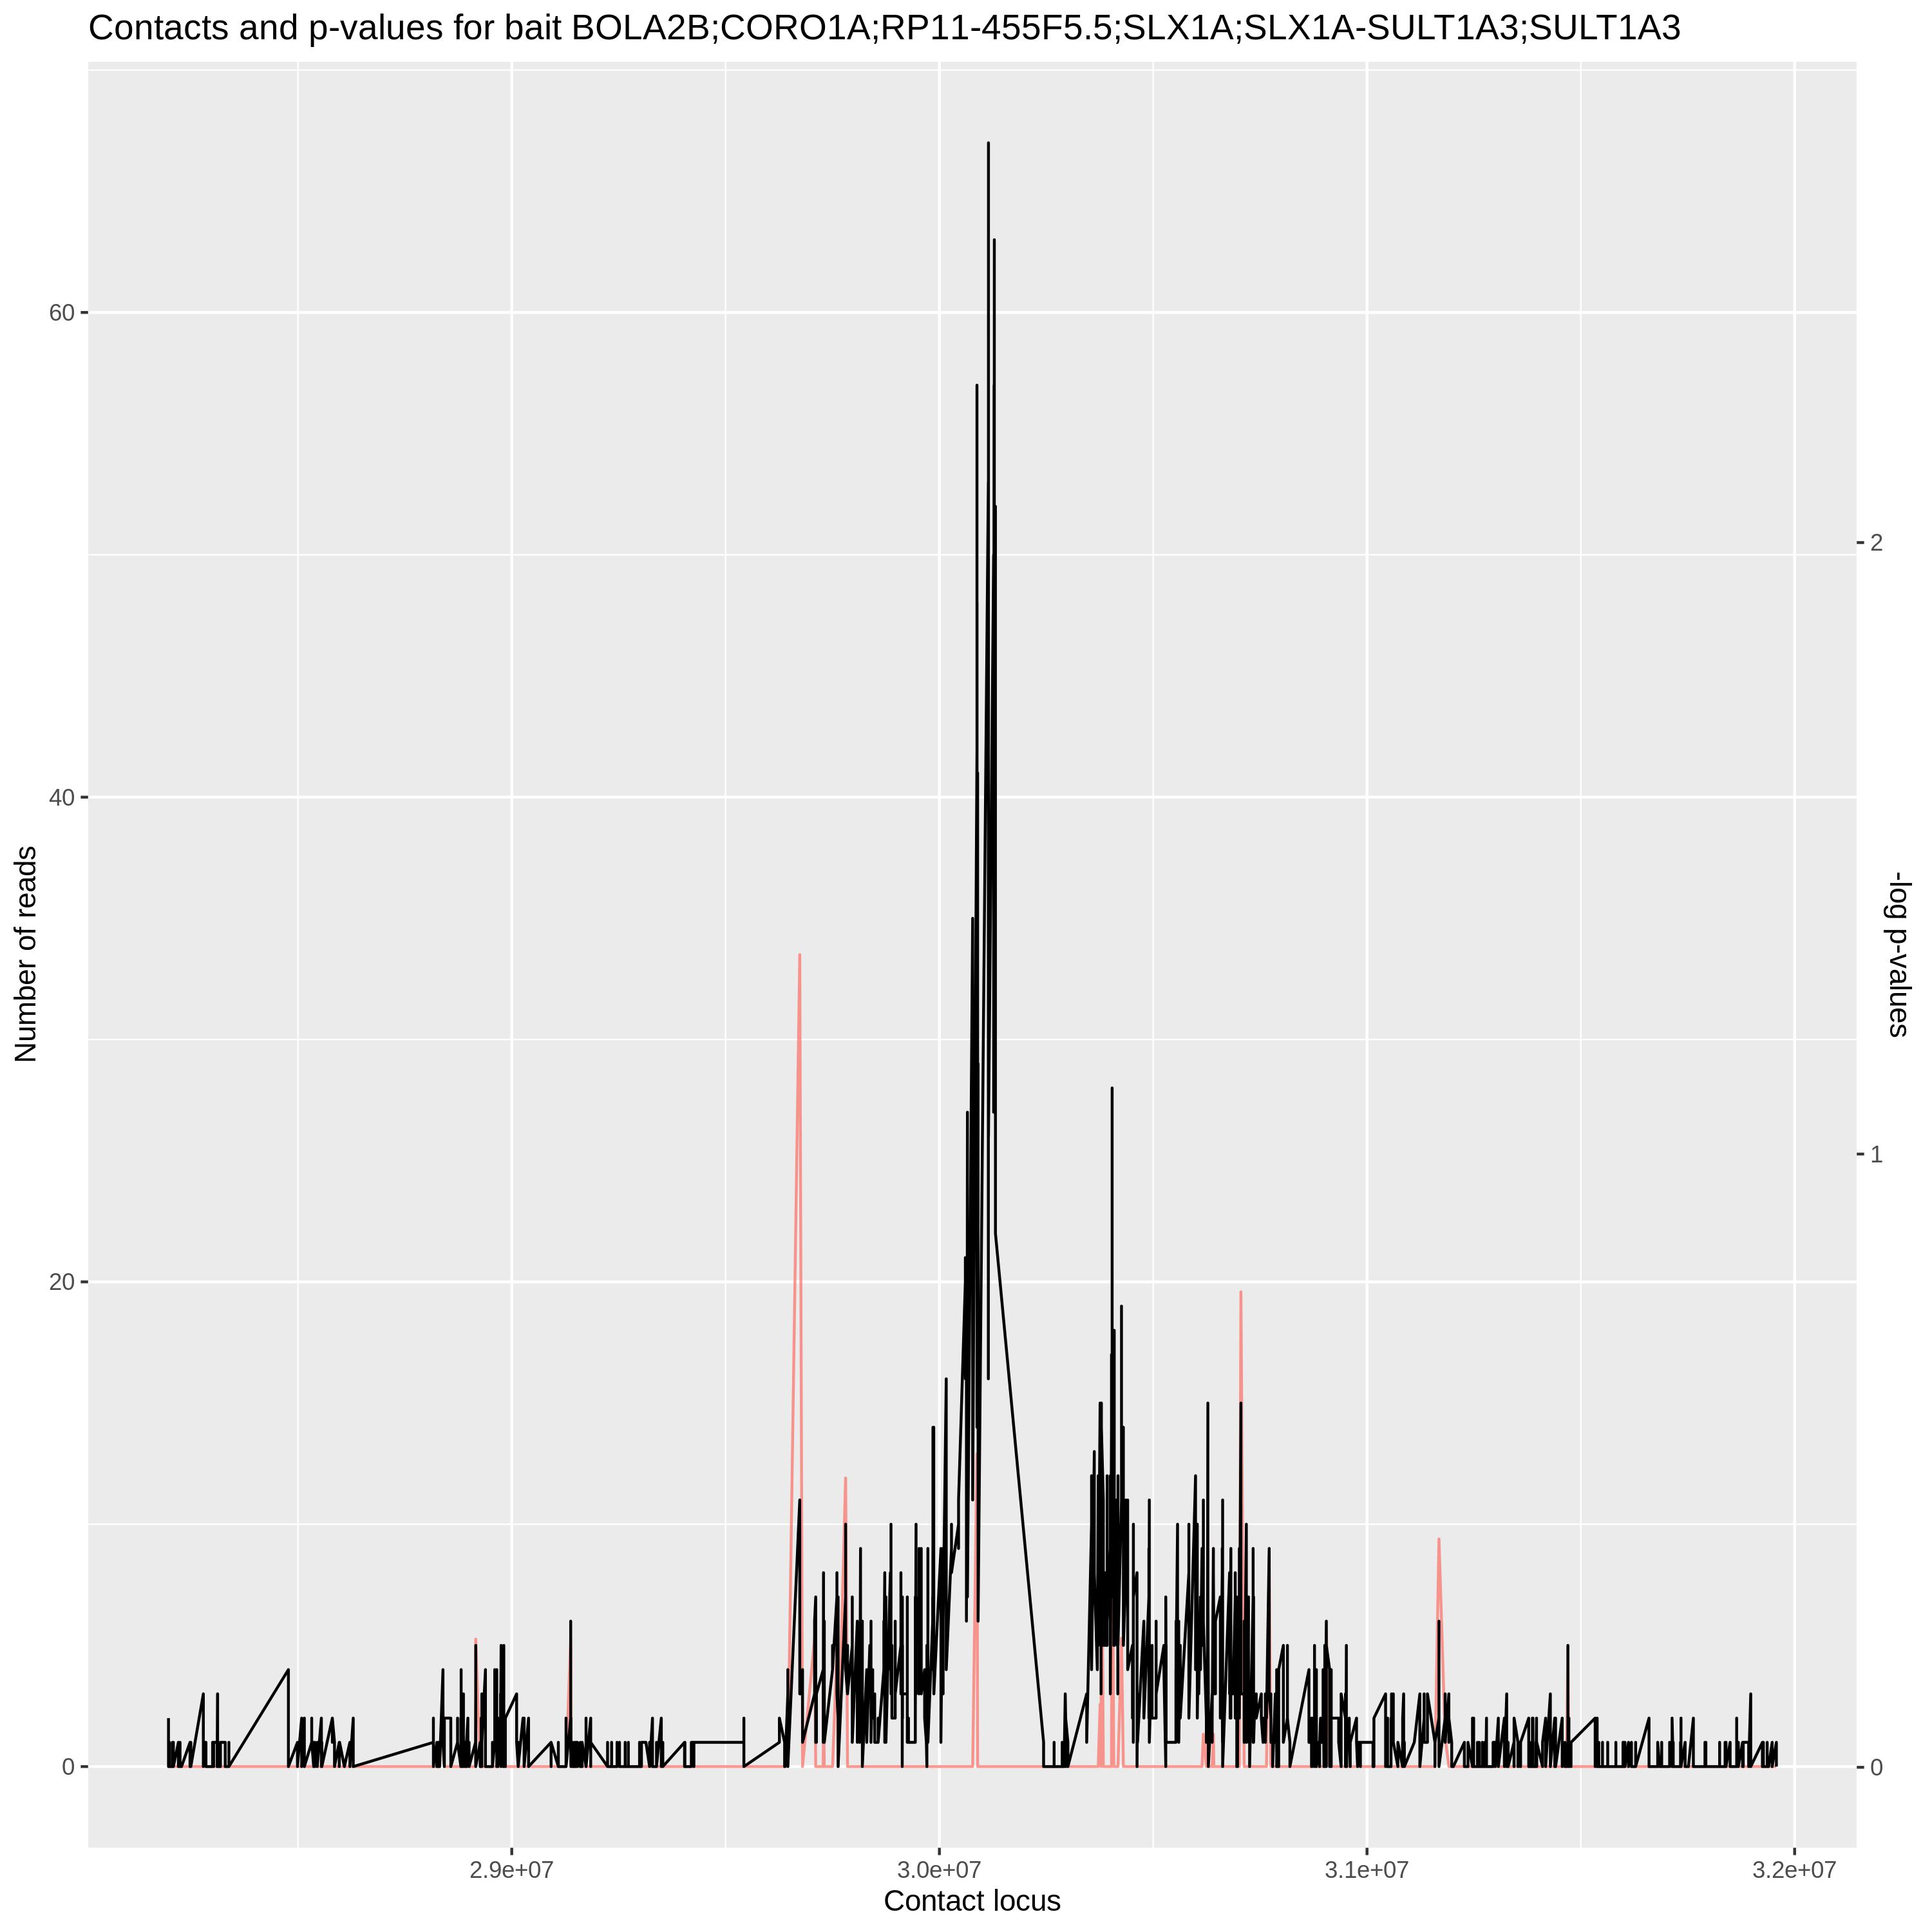 Contacts and p-values for bait BOLA2B;CORO1A;RP11-455F5.5;SLX1A;SLX1A-SULT1A3;SULT1A3
Number of reads
60
40
20
0
-log p-values
2
1
0
2.9e+07
3.0e+07
3.1e+07
3.2e+07
Contact locus